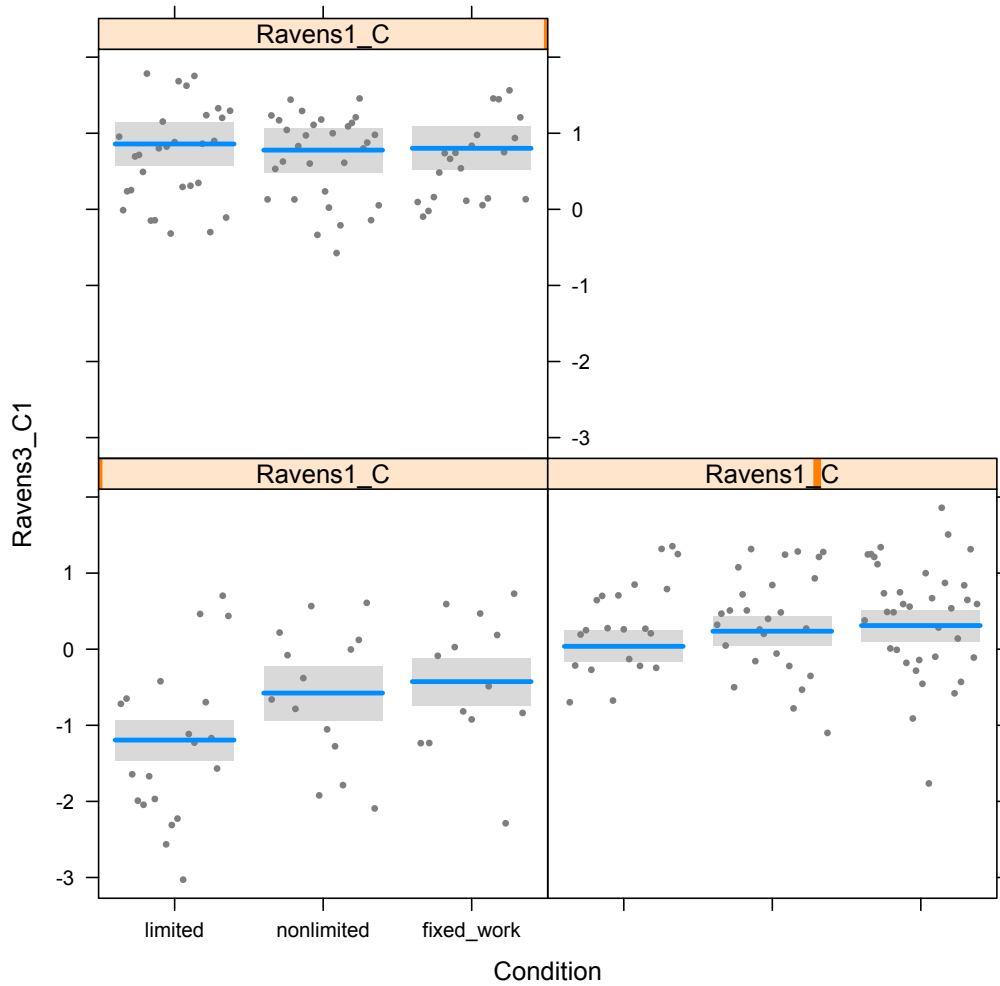 Ravens1_C
1
0
-1
-2
-3
Ravens3_C1
Ravens1_C
Ravens1_C
1
0
-1
-2
-3
limited
nonlimited
fixed_work
Condition